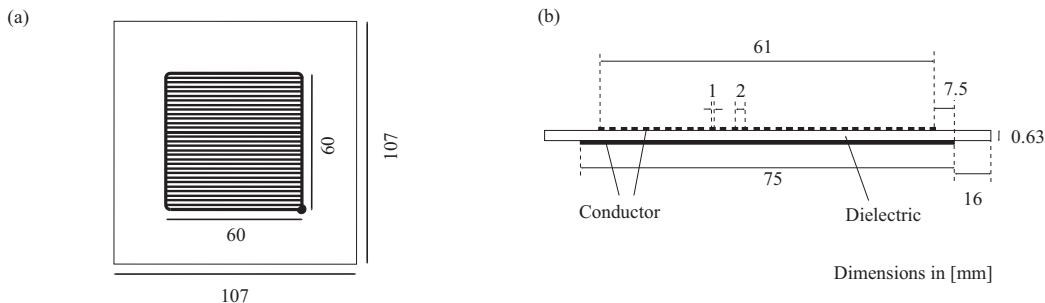 (a)
60
107
60
107
(b)
61
1
2
7.5
0.63
75
16
Conductor
Dielectric
Dimensions in [mm]